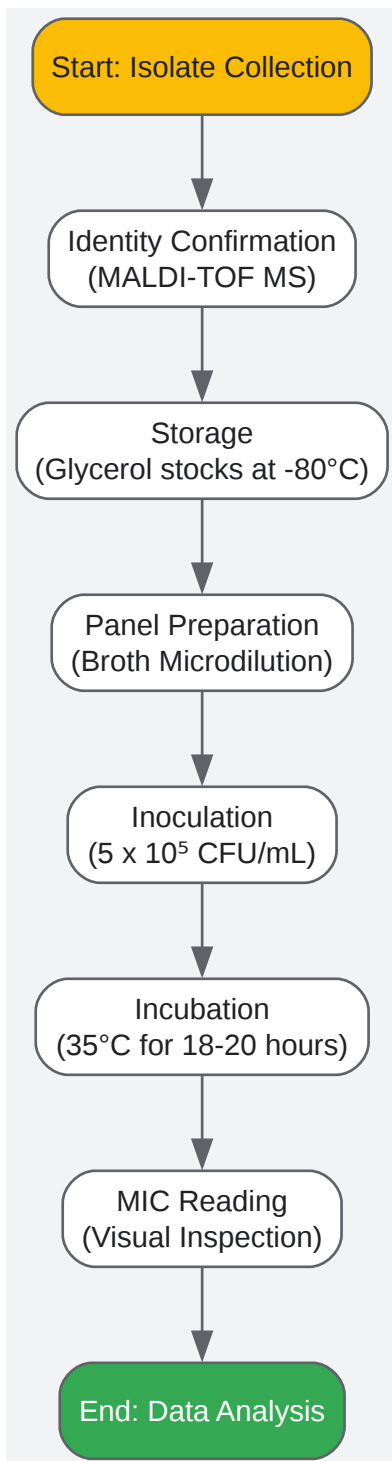 Start: Isolate Collection
Identity Confirmation
(MALDI-TOF MS)
Storage
(Glycerol stocks at -80°C)
Panel Preparation
(Broth Microdilution)
Inoculation
(5 x 10⁵ CFU/mL)
Incubation
(35°C for 18-20 hours)
MIC Reading
(Visual Inspection)
End: Data Analysis